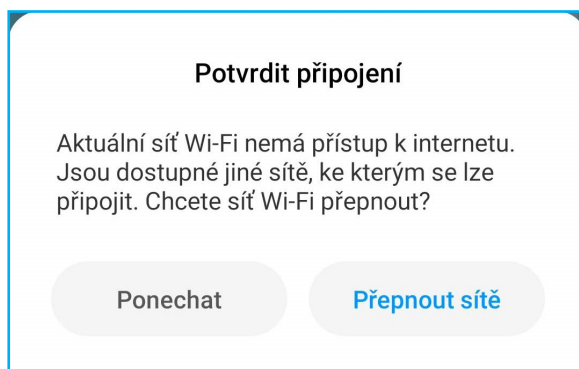 Potvrdit připojení
Aktuální síť Wi-Fi nemá přístup k internetu.
Jsou dostupné jiné sítě, ke kterým se lze
připojit. Chcete síť Wi-Fi přepnout?
Ponechat
Přepnout sítě